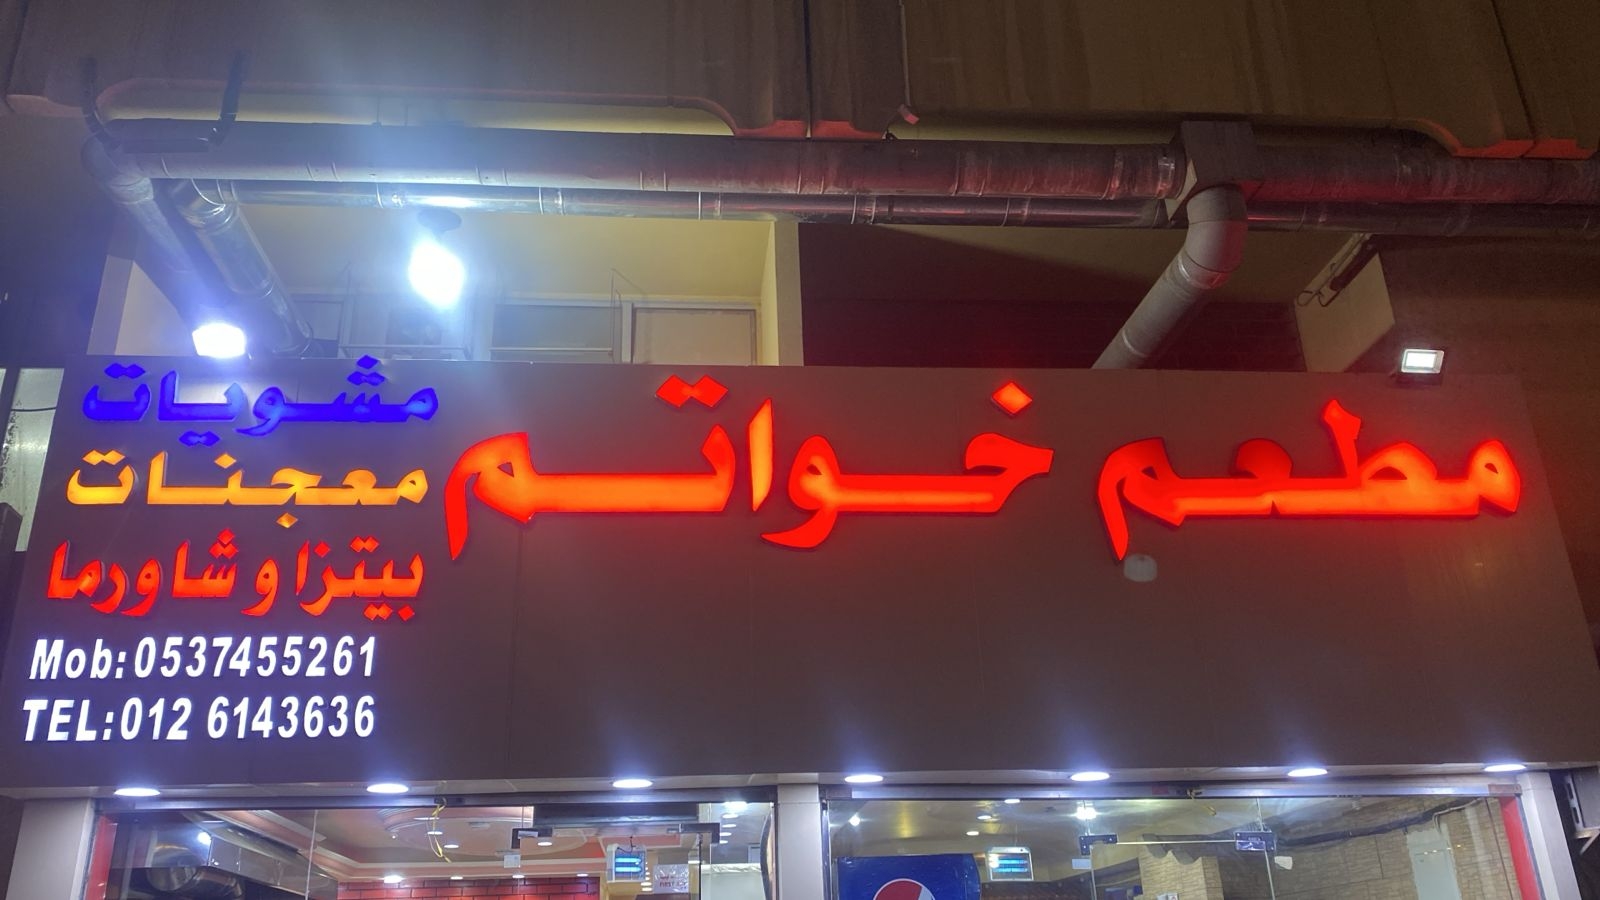 مطعم خواتم
مشويات
معجنات
بيتزا و شاورما
Mob:0537455261
TEL:012 6143636